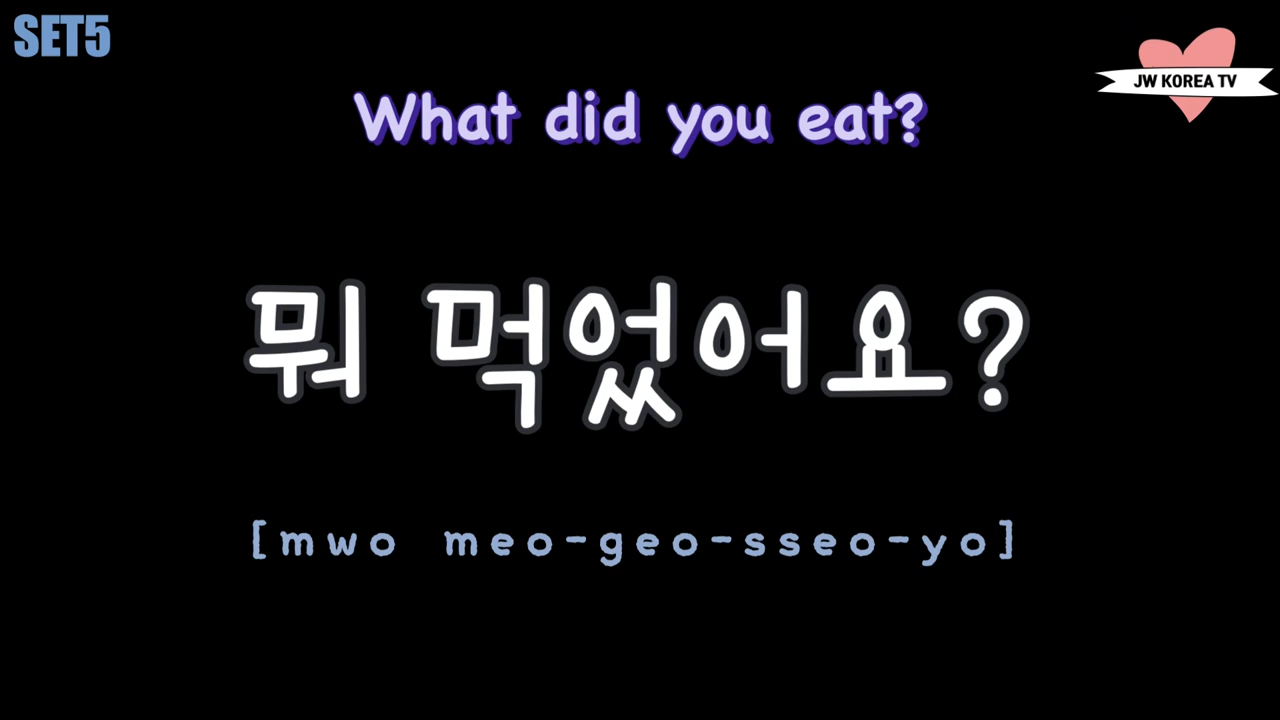 SET5
JW KOREA TV
What did you eat?
뭐 먹었어요?
[mwo meo-geo-sseo-yo]